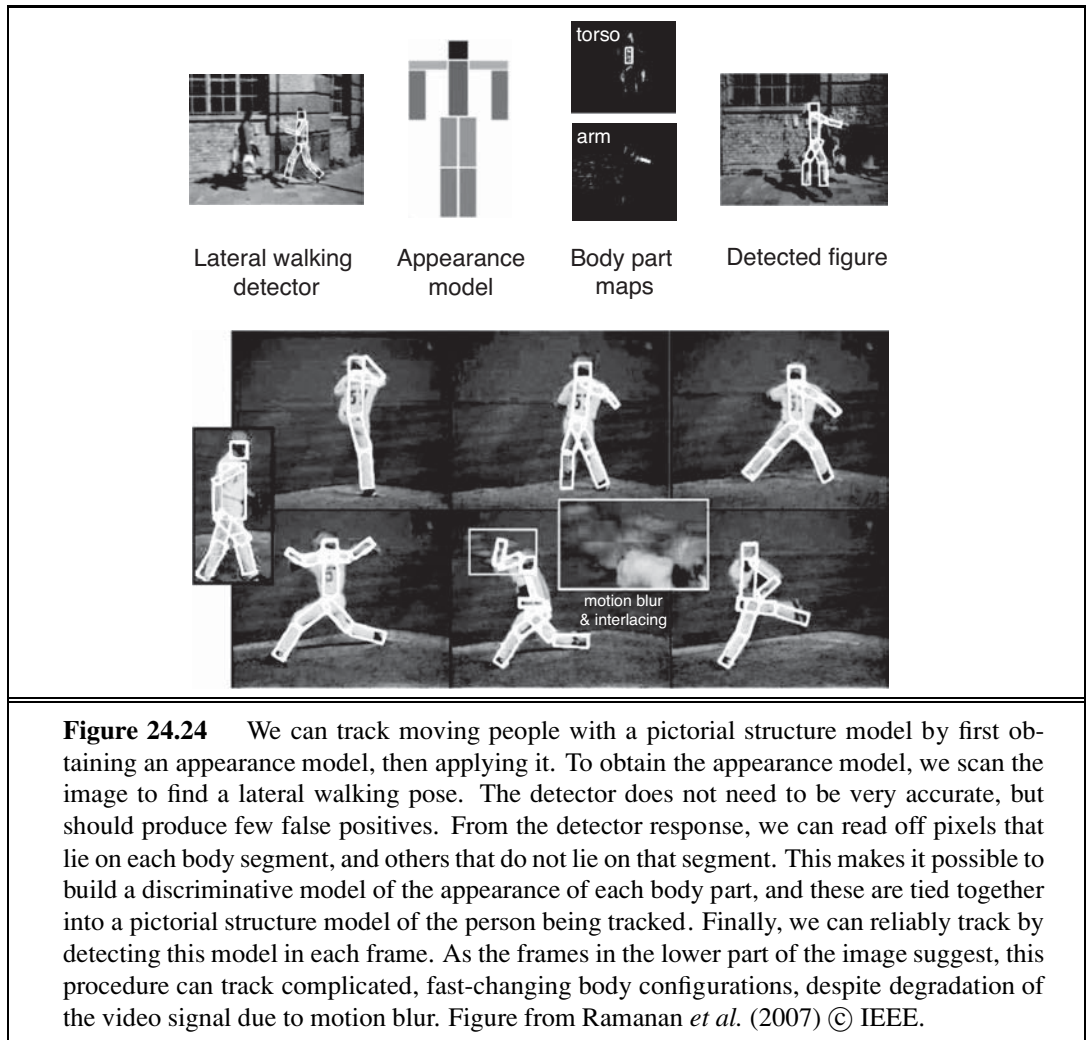 torso
arm
Lateral walking
detector
Appearance
model
Body part
maps
Detected figure
motion blur
& interlacing
Figure 24.24 We can track moving people with a pictorial structure model by first ob-
taining an appearance model, then applying it. To obtain the appearance model, we scan the
image to find a lateral walking pose. The detector does not need to be very accurate, but
should produce few false positives. From the detector response, we can read off pixels that
lie on each body segment, and others that do not lie on that segment. This makes it possible to
build a discriminative model of the appearance of each body part, and these are tied together
into a pictorial structure model of the person being tracked. Finally, we can reliably track by
detecting this model in each frame. As the frames in the lower part of the image suggest, this
procedure can track complicated, fast-changing body configurations, despite degradation of
the video signal due to motion blur. Figure from Ramanan et al. (2007) © IEEE.